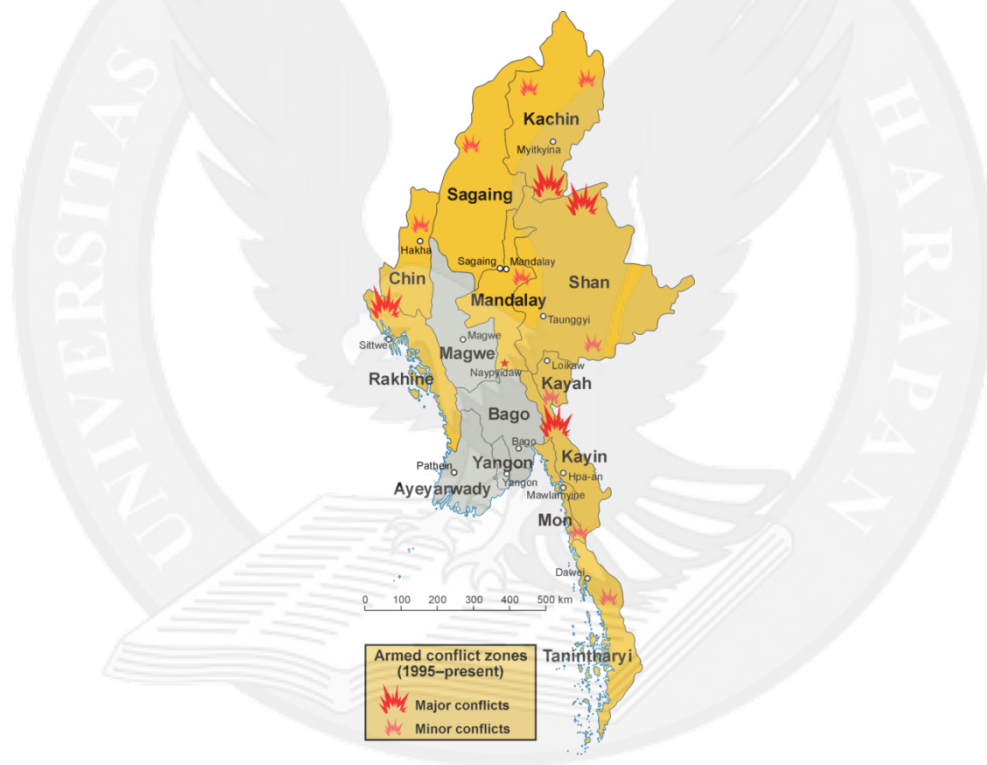 UNIVERSITAS
HARAPAN
Kachin
Myitkyina
Sagaing
Hakha
Sagaing
Mandalay
Chin
Shan
Mandalay
Taunggyi
Sittwe
Magwe
Magwe
Naypyidaw
Loikaw
Rakhine
Kayah
Bago
Bago
Kayin
Pathein
Yangon
Hpa-an
Yangon
Ayeyarwady
Mawlamyine
Mon
Dawei
0 100 200 300 400 500 km
Armed conflict zones
(1995–present)
Tanintharyi
Major conflicts
Minor conflicts